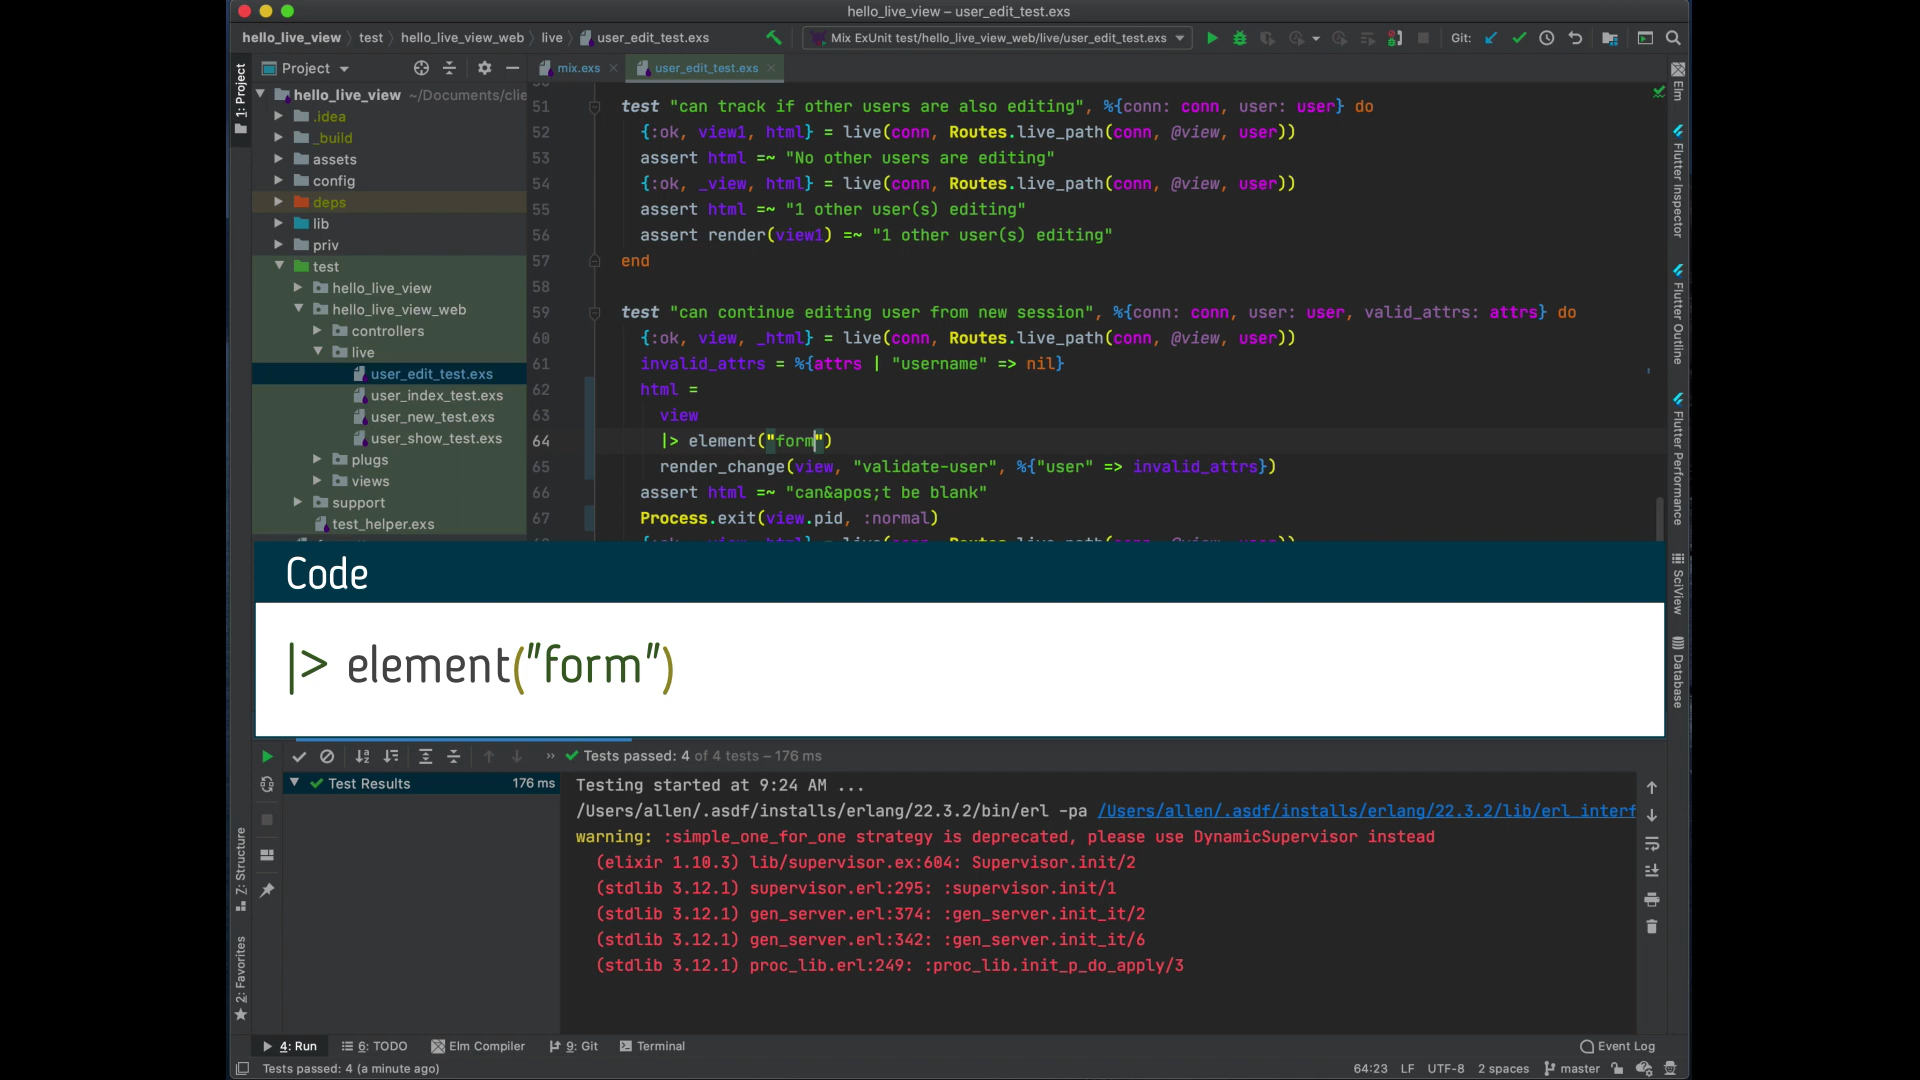 hello_live_view – user_edit_test.exs
hello_live_view test hello_live_view_web live user_edit_test.exs Mix ExUnit test/hello_live_view_web/live/user_edit_test.exs Git:
1: Project
Project
mix.exs user_edit_test.exs
hello_live_view ~/Documents/clie
.idea
_build
assets
config
deps
lib
priv
test
hello_live_view
hello_live_view_web
controllers
live
user_edit_test.exs
user_index_test.exs
user_new_test.exs
user_show_test.exs
plugs
views
support
test_helper.exs
51 test "can track if other users are also editing", %{conn: conn, user: user} do
52 {:ok, view1, html} = live(conn, Routes.live_path(conn, @view, user))
53 assert html =~ "No other users are editing"
54 {:ok, _view, html} = live(conn, Routes.live_path(conn, @view, user))
55 assert html =~ "1 other user(s) editing"
56 assert render(view1) =~ "1 other user(s) editing"
57 end
58
59 test "can continue editing user from new session", %{conn: conn, user: user, valid_attrs: attrs} do
60 {:ok, view, _html} = live(conn, Routes.live_path(conn, @view, user))
61 invalid_attrs = %{attrs | "username" => nil}
62 html =
63 view
64 |> element("form")
65 render_change(view, "validate-user", %{"user" => invalid_attrs})
66 assert html =~ "can&apos;t be blank"
67 Process.exit(view.pid, :normal)
Elm
Flutter Inspector
Flutter Outline
Flutter Performance
SciView
Database
Code
|> element("form")
Tests passed: 4 of 4 tests – 176 ms
Test Results 176 ms
Testing started at 9:24 AM ...
/Users/allen/.asdf/installs/erlang/22.3.2/bin/erl -pa /Users/allen/.asdf/installs/erlang/22.3.2/lib/erl_interf
warning: :simple_one_for_one strategy is deprecated, please use DynamicSupervisor instead
(elixir 1.10.3) lib/supervisor.ex:604: Supervisor.init/2
(stdlib 3.12.1) supervisor.erl:295: :supervisor.init/1
(stdlib 3.12.1) gen_server.erl:374: :gen_server.init_it/2
(stdlib 3.12.1) gen_server.erl:342: :gen_server.init_it/6
(stdlib 3.12.1) proc_lib.erl:249: :proc_lib.init_p_do_apply/3
Z: Structure
2: Favorites
4: Run 6: TODO Elm Compiler 9: Git Terminal Event Log
Tests passed: 4 (a minute ago) 64:23 LF UTF-8 2 spaces master